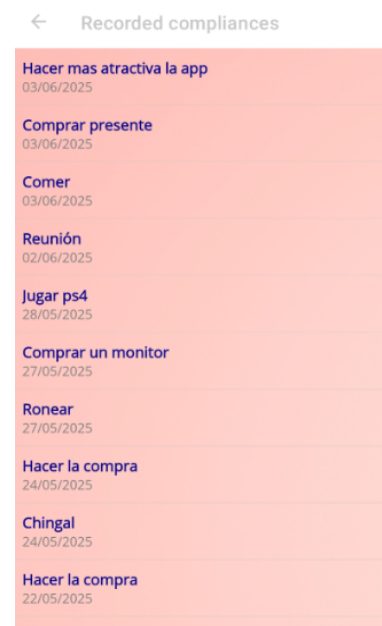 Recorded compliances
Hacer mas atractiva la app
03/06/2025
Comprar presente
03/06/2025
Comer
03/06/2025
Reunión
02/06/2025
Jugar ps4
28/05/2025
Comprar un monitor
27/05/2025
Ronear
27/05/2025
Hacer la compra
24/05/2025
Chingal
24/05/2025
Hacer la compra
22/05/2025